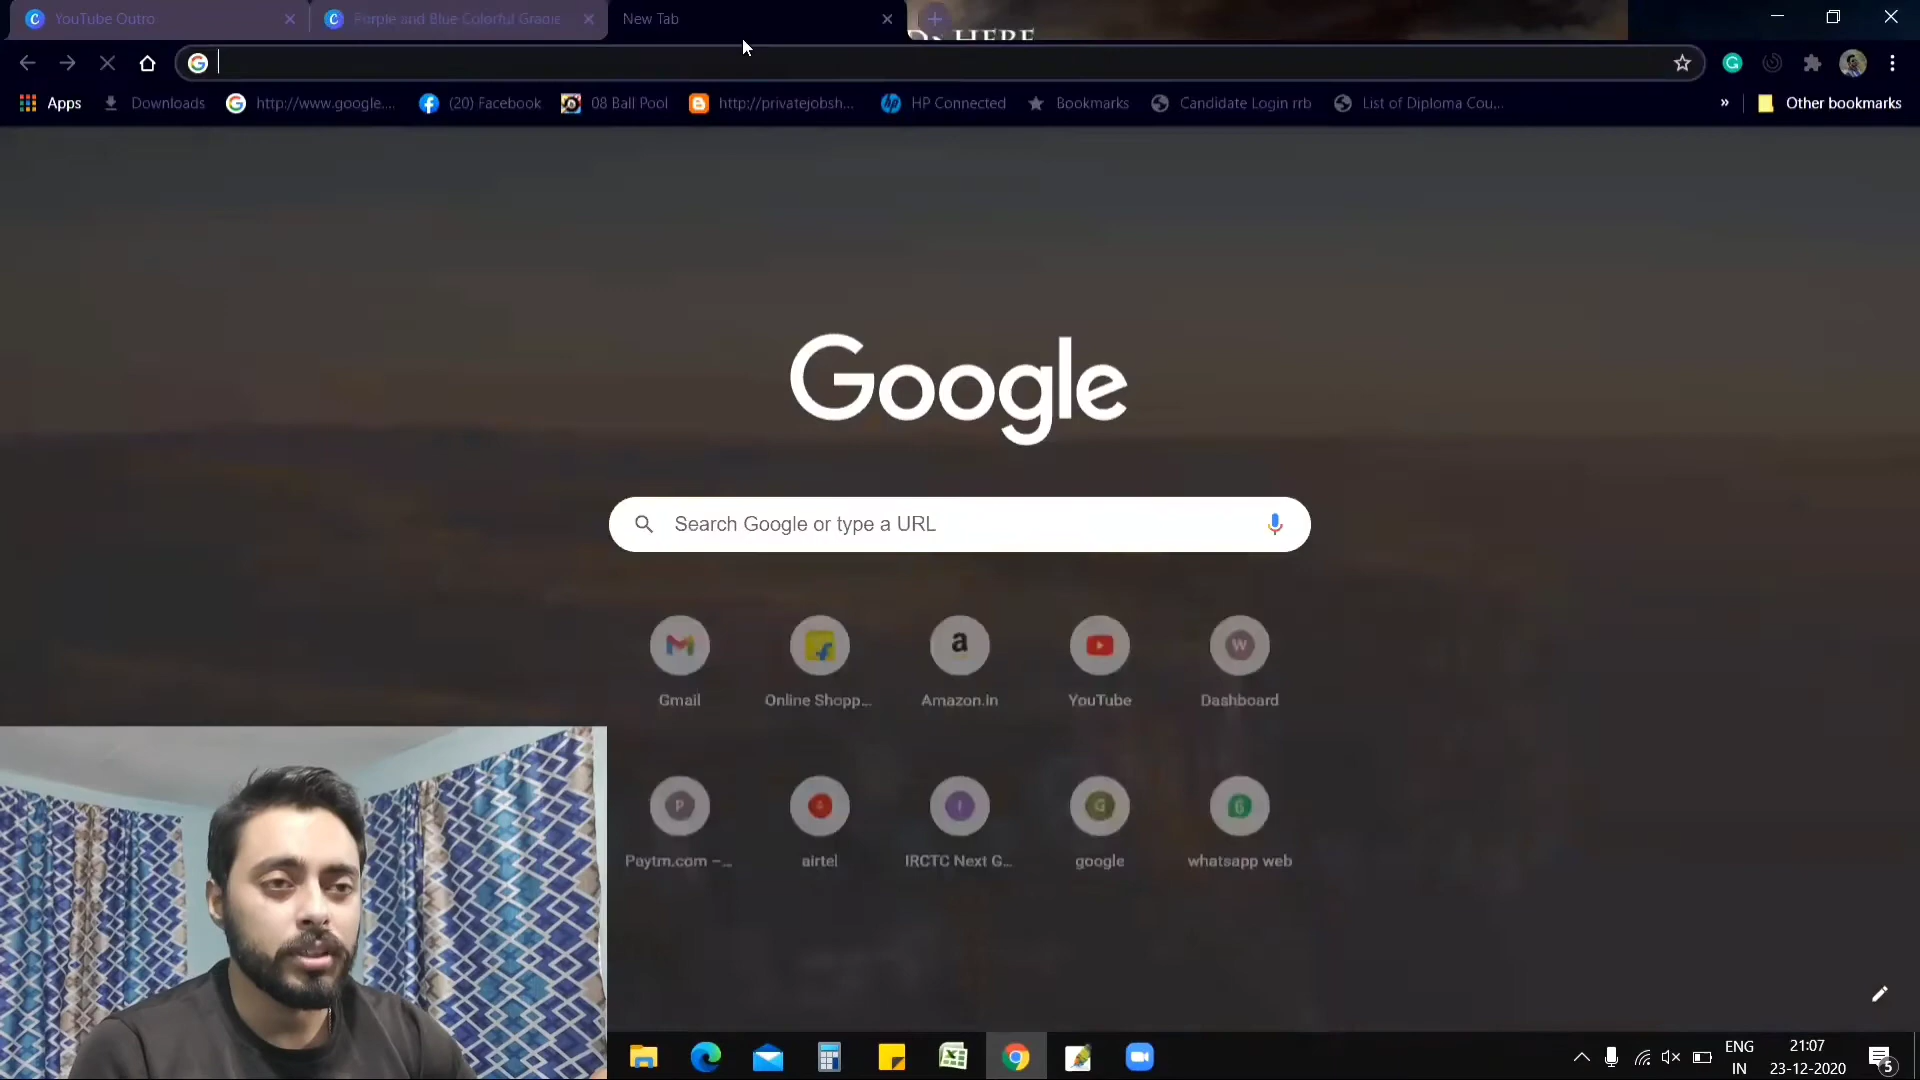 YouTube Outro
Purple and Blue Colorful Gradie
New Tab
HERE
Apps
Downloads
http://www.google....
(20) Facebook
08 Ball Pool
http://privatejobsh...
HP Connected
Bookmarks
Candidate Login rrb
List of Diploma Cou...
»
Other bookmarks
Google
Search Google or type a URL
Gmail
Online Shopp...
Amazon.in
YouTube
Dashboard
Paytm.com –...
airtel
IRCTC Next G...
google
whatsapp web
ENG
IN
21:07
23-12-2020
5